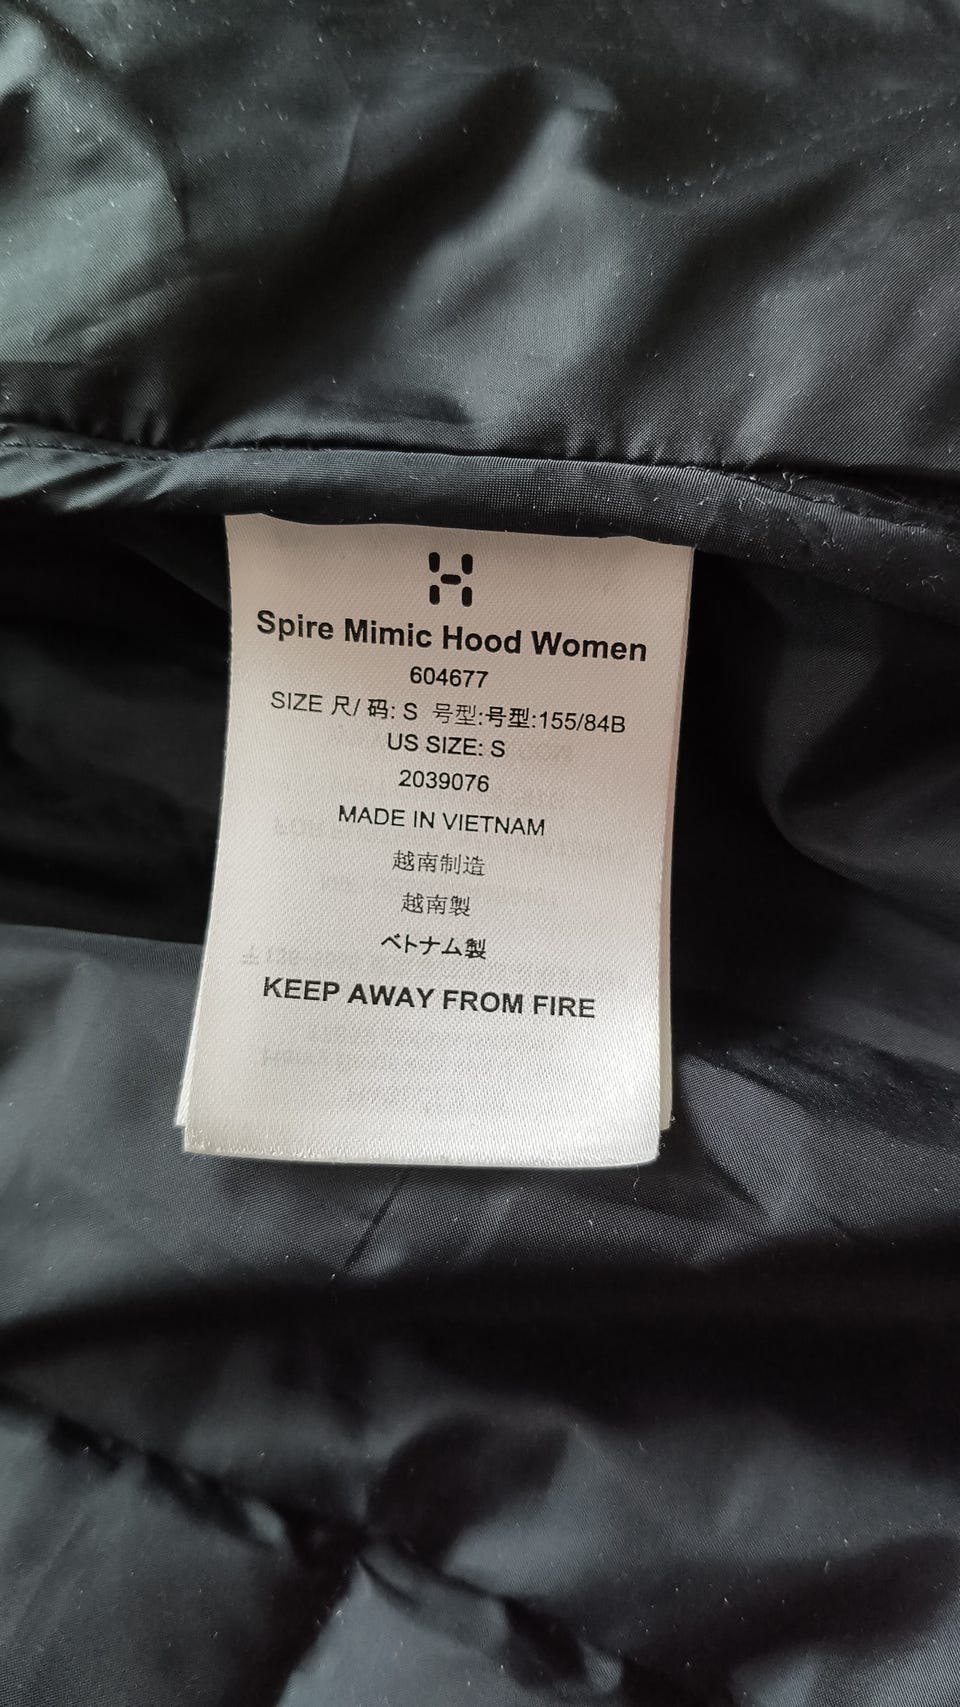 Spire Mimic Hood Women
604677
SIZE 尺/ 码: S 号型:号型:155/84B
US SIZE: S
2039076
MADE IN VIETNAM
越南制造
越南製
ベトナム製
KEEP AWAY FROM FIRE